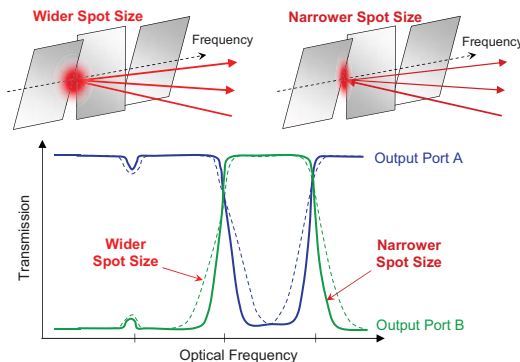 Wider Spot Size
Narrower Spot Size
Frequency
Frequency
Transmission
Output Port A
Wider
Spot Size
Narrower
Spot Size
Output Port B
Optical Frequency